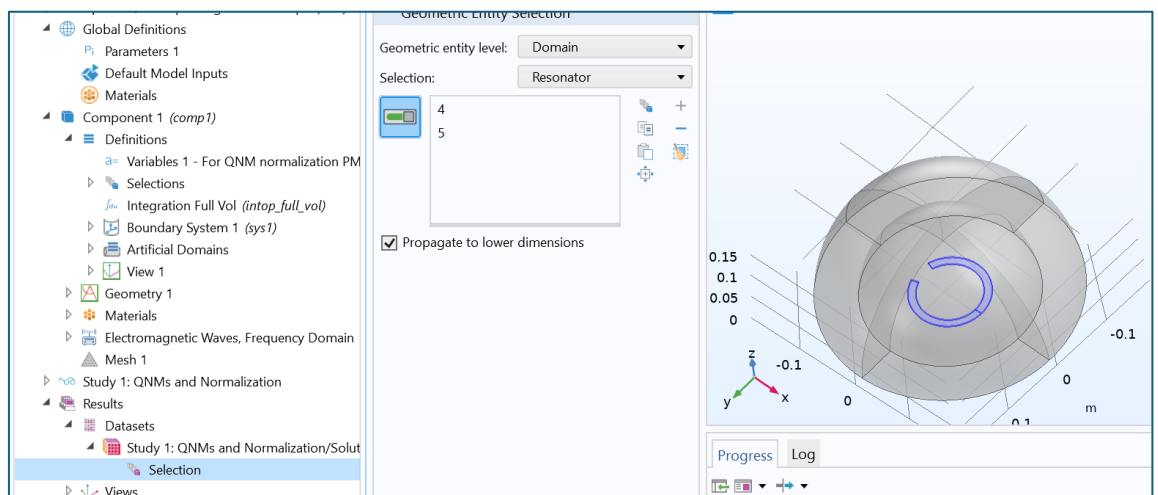 Global Definitions
Pi Parameters 1
Default Model Inputs
Materials
Component 1 (comp1)
Definitions
a= Variables 1 - For QNM normalization PM
Selections
∫du Integration Full Vol (intop_full_vol)
Boundary System 1 (sys1)
Artificial Domains
View 1
Geometry 1
Materials
Electromagnetic Waves, Frequency Domain
Mesh 1
Study 1: QNMs and Normalization
Results
Datasets
Study 1: QNMs and Normalization/Solut
Selection
Views
Geometric Entity Selection
Geometric entity level: Domain
Selection: Resonator
4
5
Propagate to lower dimensions
0.15
0.1
0.05
0
-0.1
0
0.1
-0.1
0
m
z
y
x
Progress Log